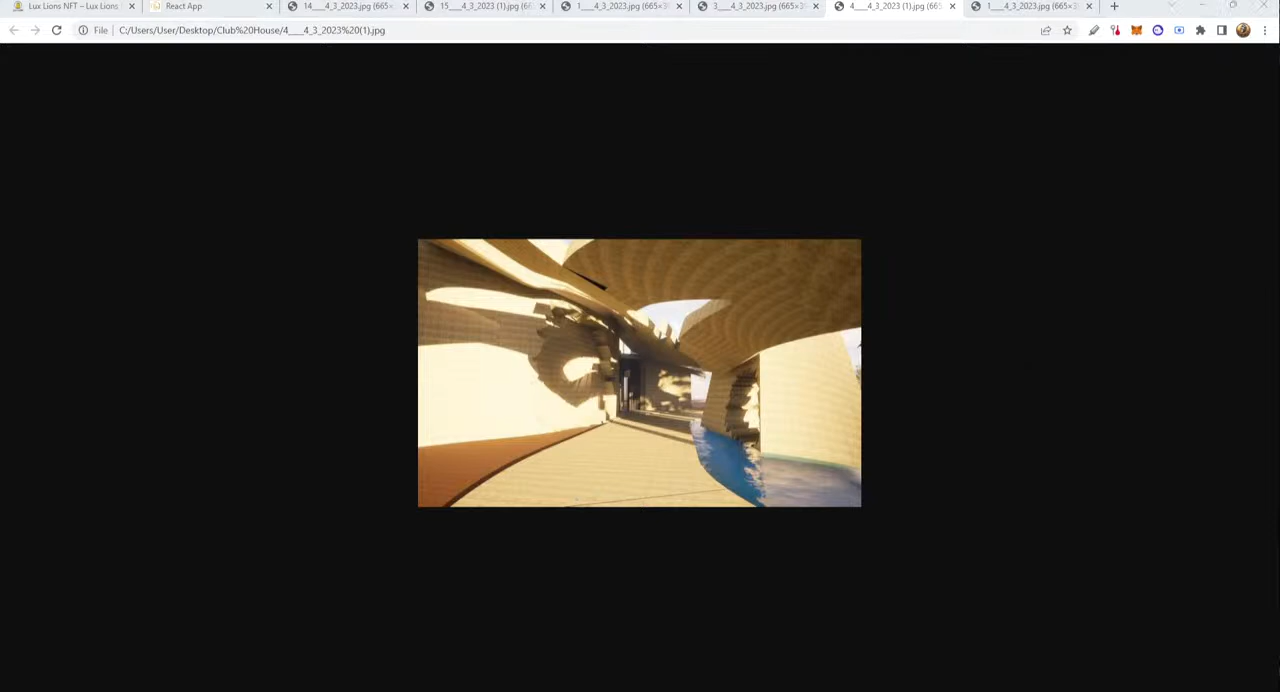 Lux Lions NFT – Lux Lions
React App
14___4_3_2023.jpg (665×
15___4_3_2023 (1).jpg (66
1___4_3_2023.jpg (665×3
3___4_3_2023.jpg (665×3
4___4_3_2023 (1).jpg (665
1___4_3_2023.jpg (665×3
File
C:/Users/User/Desktop/Club%20House/4___4_3_2023%20(1).jpg